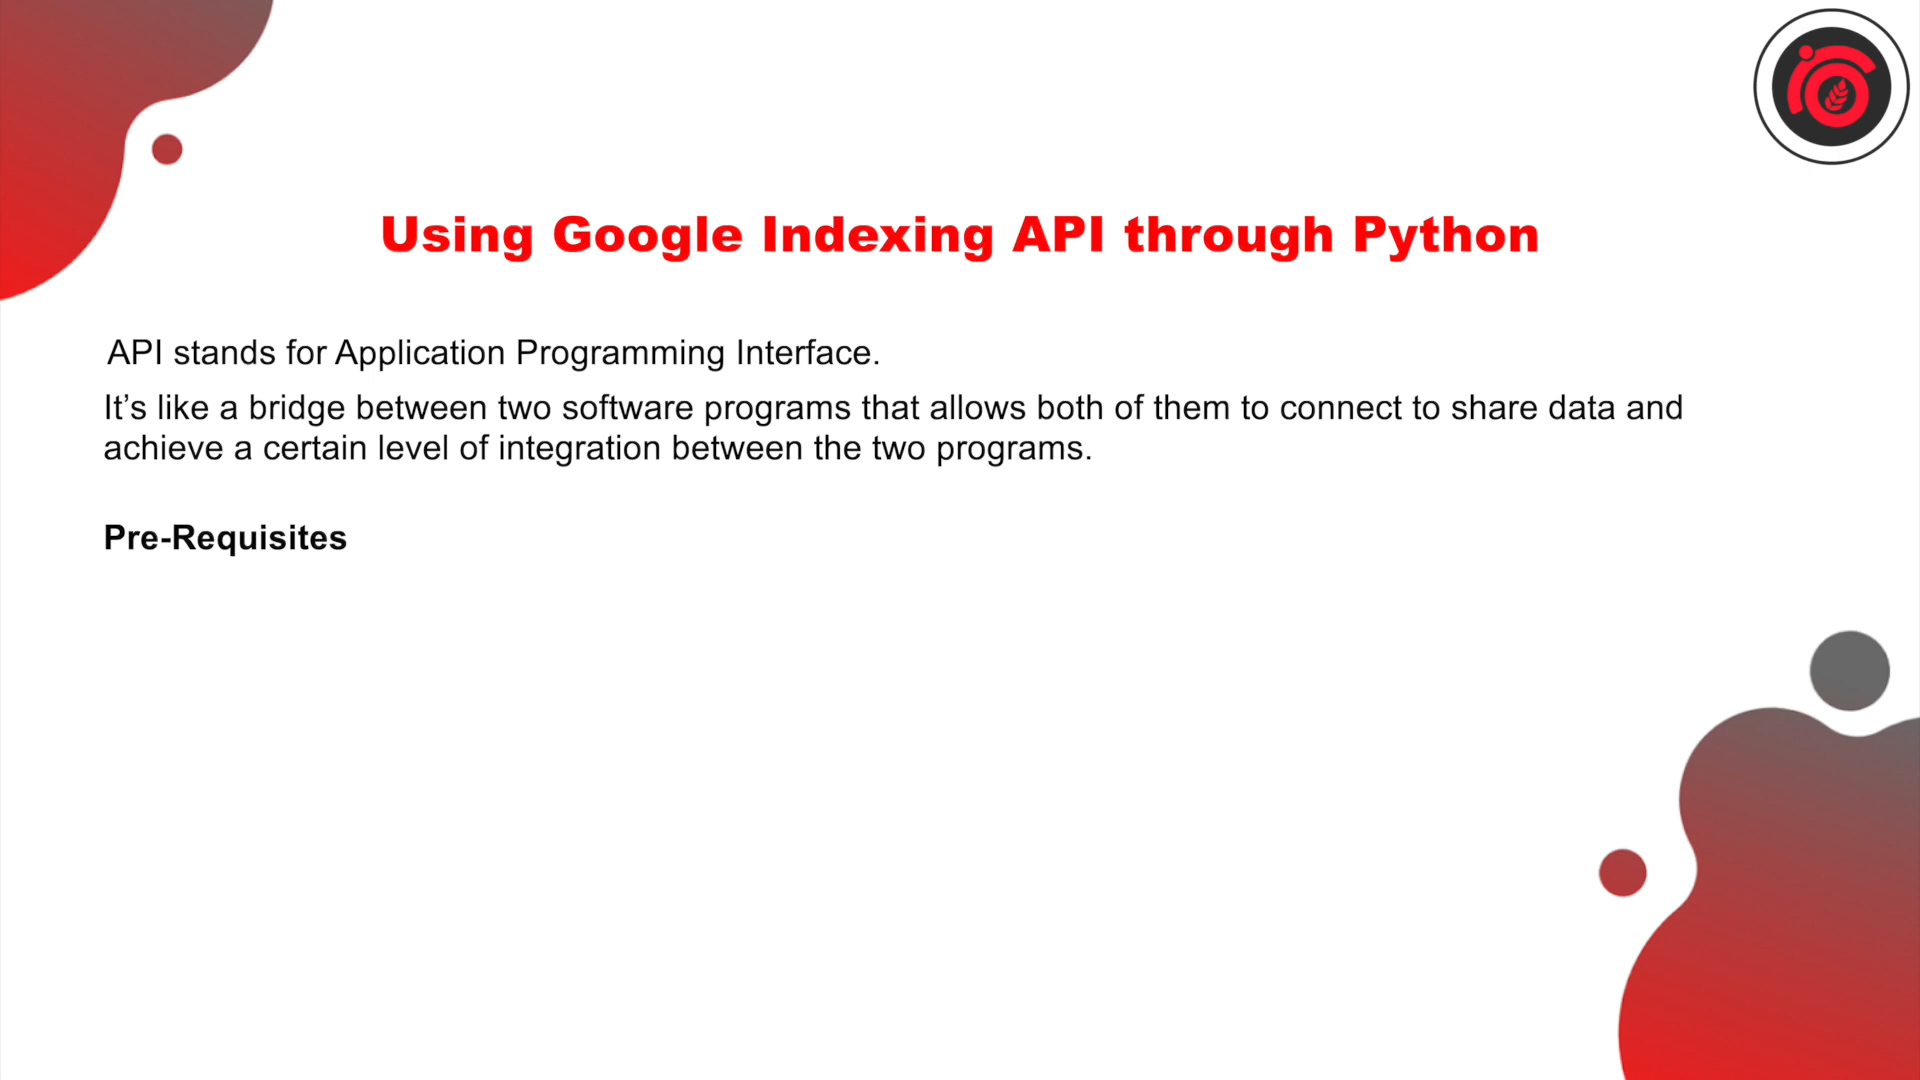 Using Google Indexing API through Python
API stands for Application Programming Interface.
It’s like a bridge between two software programs that allows both of them to connect to share data and
achieve a certain level of integration between the two programs.
Pre-Requisites